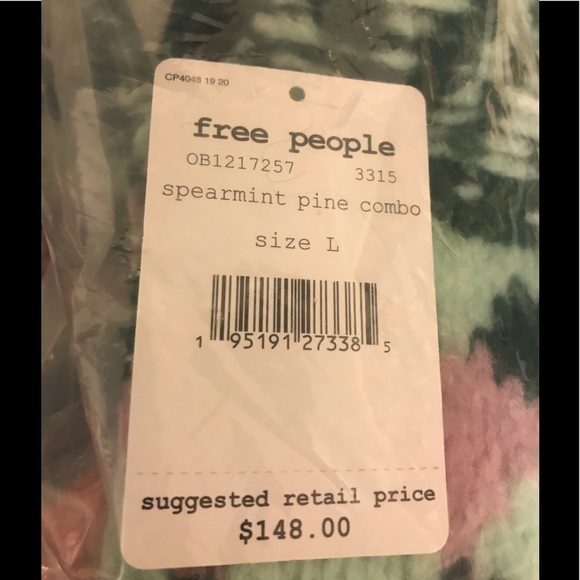 CP4048 19 20
free people
OB1217257 3315
spearmint pine combo
size L
1 95191 27338 5
suggested retail price
$148.00